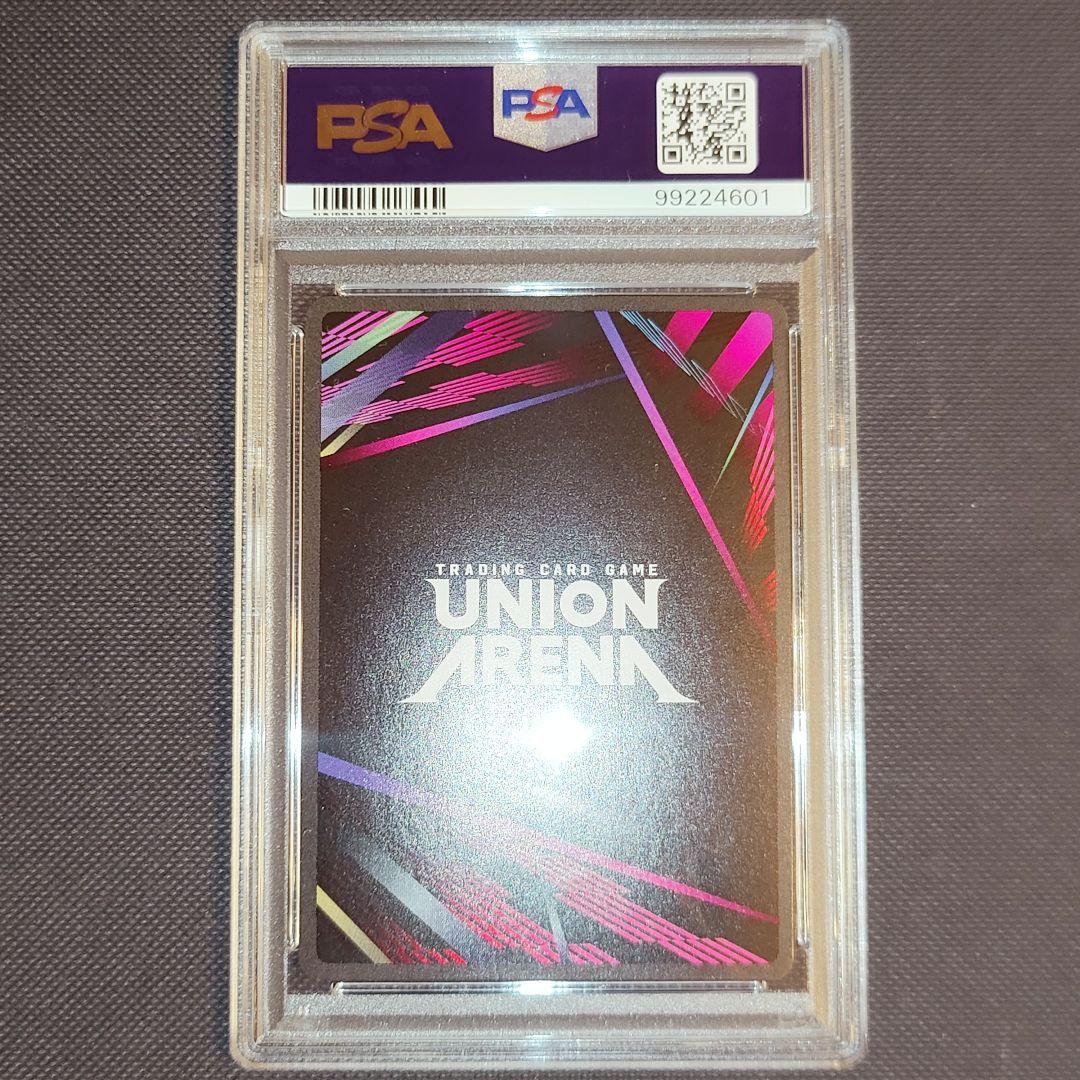 PSA
PSA
99224601
TRADING CARD GAME
UNION
ARENA